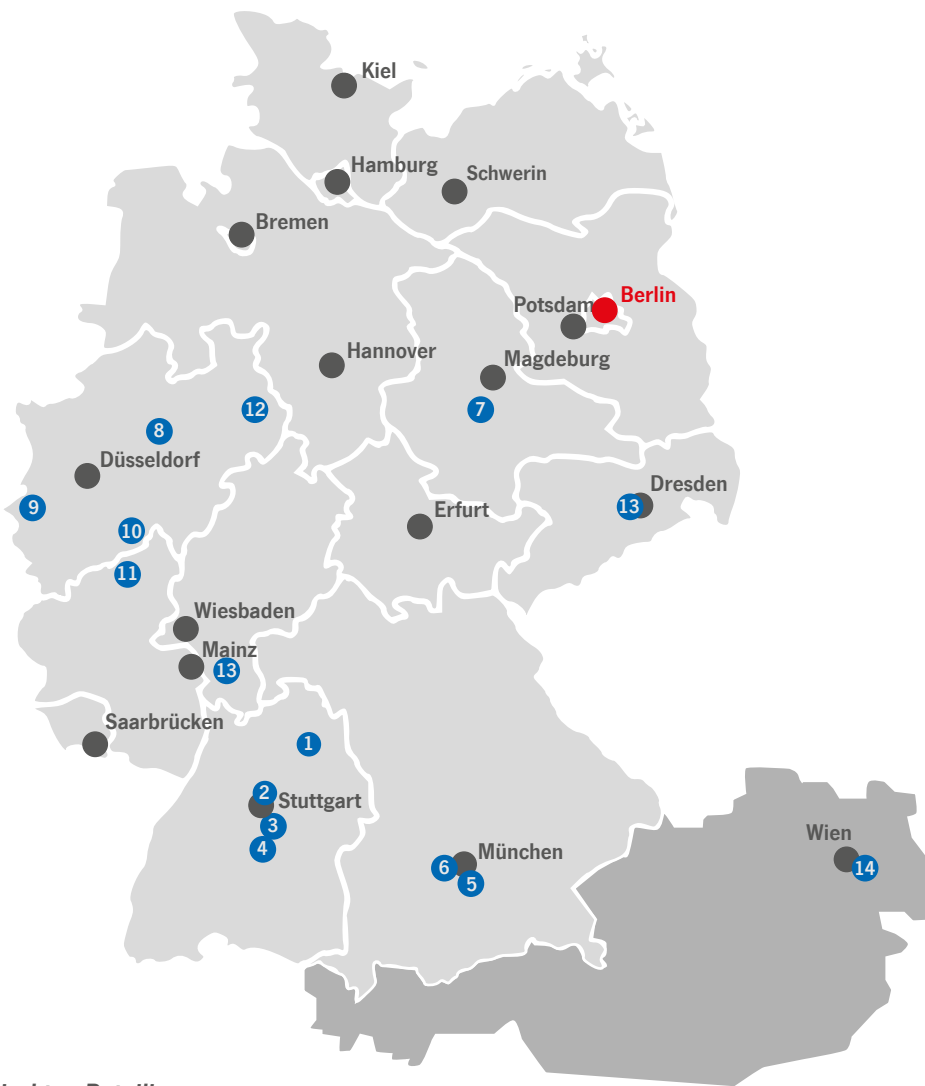 Kiel
Hamburg
Schwerin
Bremen
Berlin
Potsdam
Hannover
Magdeburg
12
7
8
Düsseldorf
Dresden
9
13
Erfurt
10
11
Wiesbaden
Mainz
13
Saarbrücken
1
2
Stuttgart
3
Wien
4
München
6
14
5